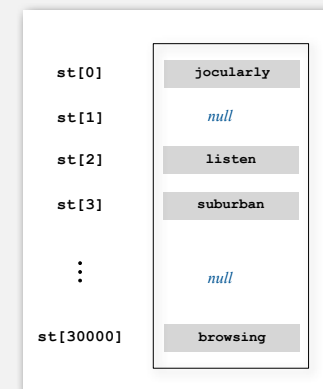 st[0] jocularly
st[1] null
st[2] listen
st[3] suburban
⋮ null
st[30000] browsing